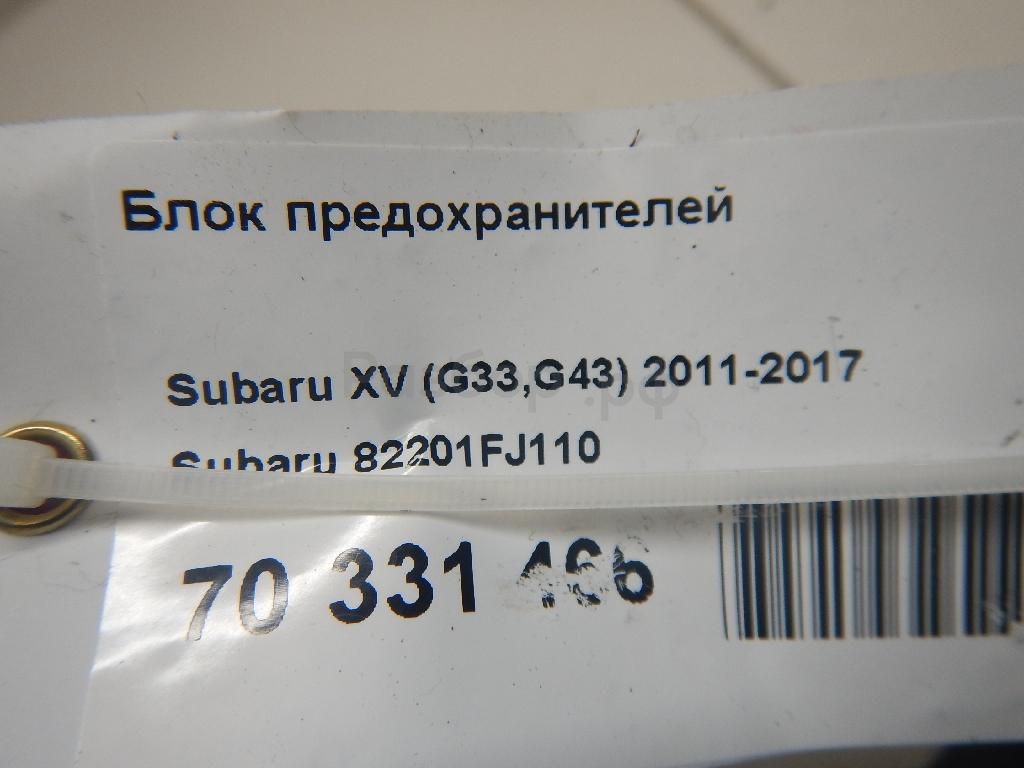 Блок предохранителей
Subaru XV (G33,G43) 2011-2017
Subaru 82201FJ110
70 331